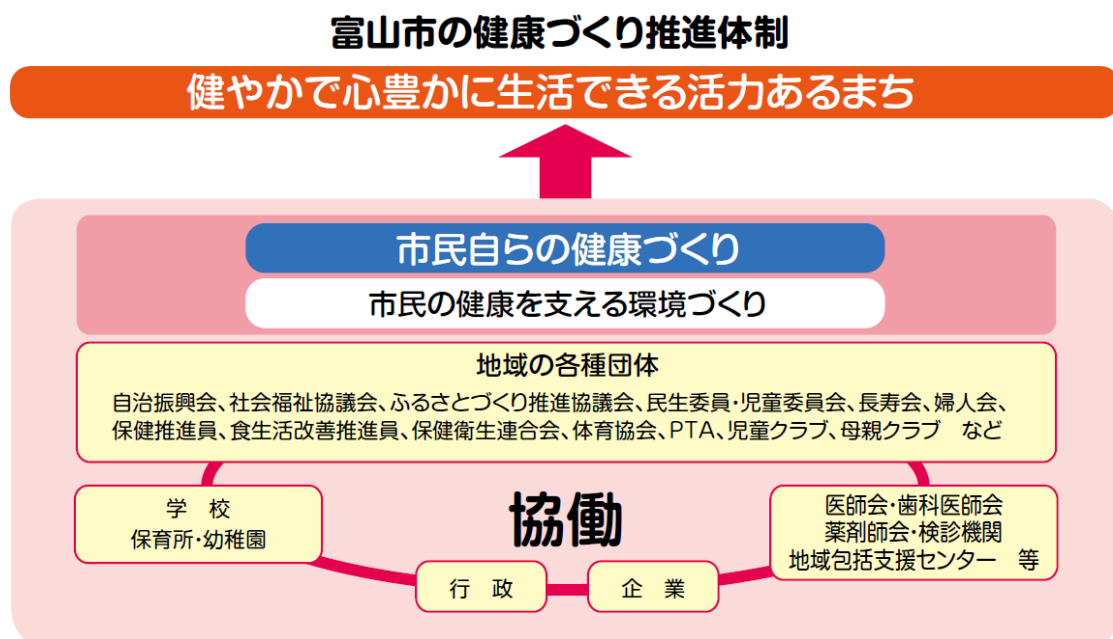 富山市の健康づくり推進体制
健やかで心豊かに生活できる活力あるまち
市民自らの健康づくり
市民の健康を支える環境づくり
地域の各種団体
自治振興会、社会福祉協議会、ふるさとづくり推進協議会、民生委員・児童委員会、長寿会、婦人会、
保健推進員、食生活改善推進員、保健衛生連合会、体育協会、PTA、児童クラブ、母親クラブ　など
学　校
保育所・幼稚園
協働
医師会・歯科医師会
薬剤師会・検診機関
地域包括支援センター　等
行　政
企　業